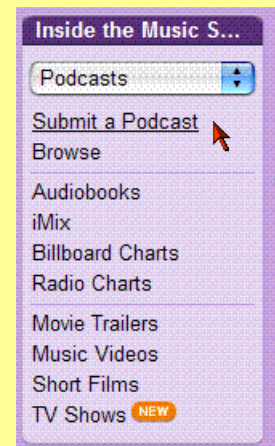 Inside the Music S...
Podcasts
Submit a Podcast
Browse
Audiobooks
iMix
Billboard Charts
Radio Charts
Movie Trailers
Music Videos
Short Films
TV Shows NEW